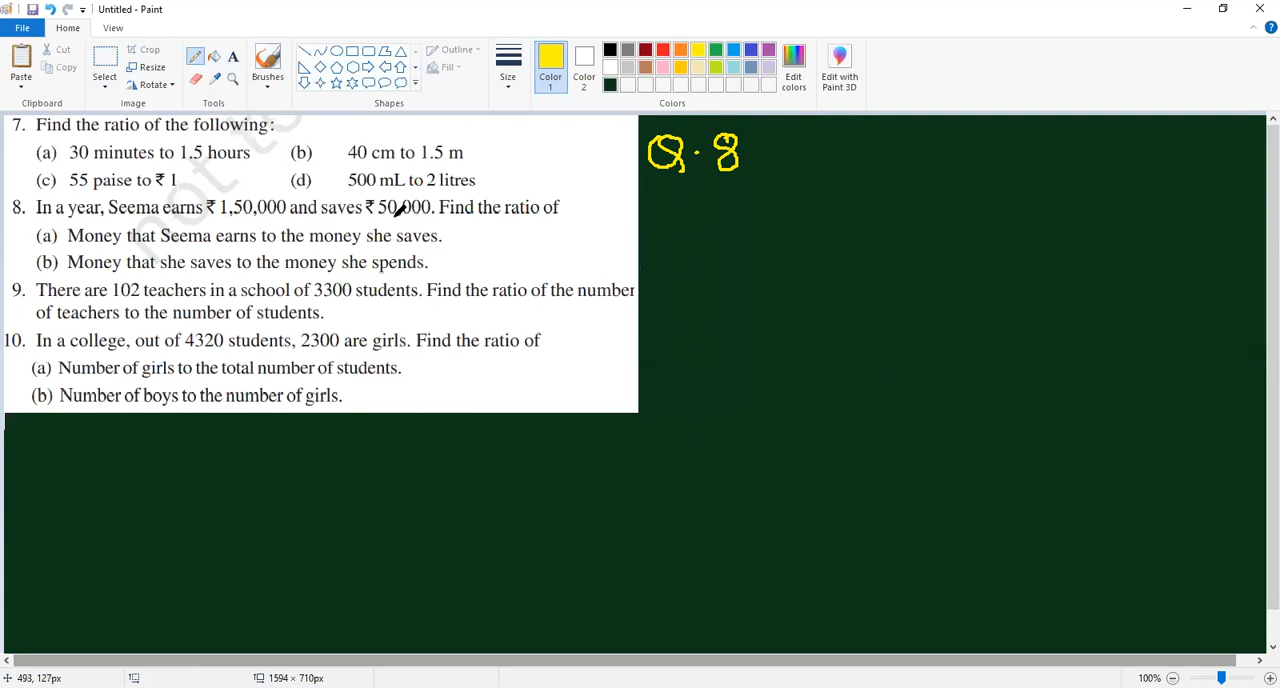 Untitled - Paint
File Home View
Paste
Cut
Copy
Clipboard
Select
Crop
Resize
Rotate
Image
Tools
Brushes
Shapes
Outline
Fill
Size
Color 1
Color 2
Colors
Edit colors
Edit with Paint 3D
not to
7. Find the ratio of the following:
(a) 30 minutes to 1.5 hours (b) 40 cm to 1.5 m
(c) 55 paise to ₹ 1 (d) 500 mL to 2 litres
8. In a year, Seema earns ₹ 1,50,000 and saves ₹ 50,000. Find the ratio of
(a) Money that Seema earns to the money she saves.
(b) Money that she saves to the money she spends.
9. There are 102 teachers in a school of 3300 students. Find the ratio of the number
of teachers to the number of students.
10. In a college, out of 4320 students, 2300 are girls. Find the ratio of
(a) Number of girls to the total number of students.
(b) Number of boys to the number of girls.
Q. 8
493, 127px
1594 × 710px
100%